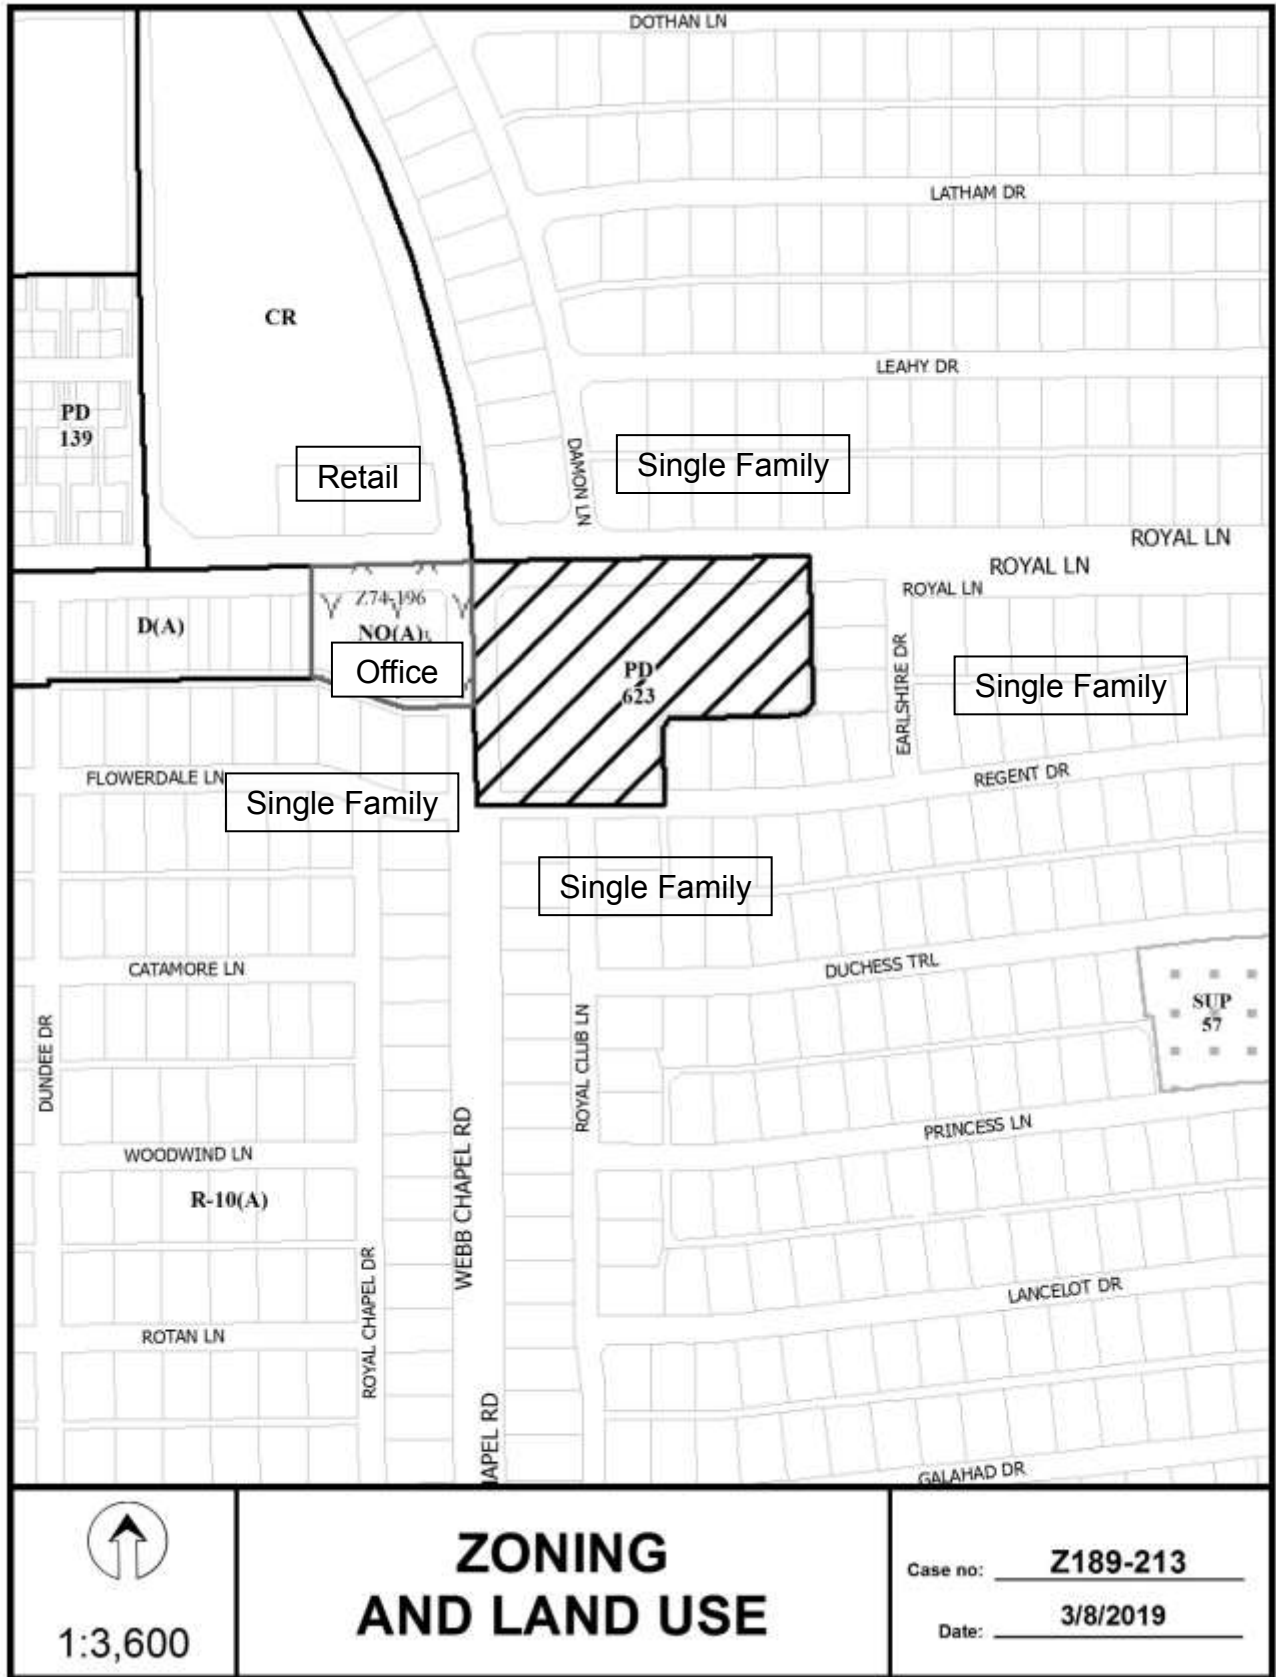 DOTHAN LN
LATHAM DR
CR
LEAHY DR
PD
139
DAMON LN
Single Family
Retail
ROYAL LN
ROYAL LN
ROYAL LN
Z74-196
D(A)
NO(A)
Office
PD
623
EARLSHIRE DR
Single Family
FLOWERDALE LN
REGENT DR
Single Family
Single Family
CATAMORE LN
DUCHESS TRL
SUP
57
DUNDEE DR
ROYAL CLUB LN
PRINCESS LN
WOODWIND LN
WEBB CHAPEL RD
R-10(A)
ROYAL CHAPEL DR
LANCELOT DR
ROTAN LN
APEL RD
GALAHAD DR
1:3,600
ZONING
AND LAND USE
Case no: Z189-213
Date: 3/8/2019